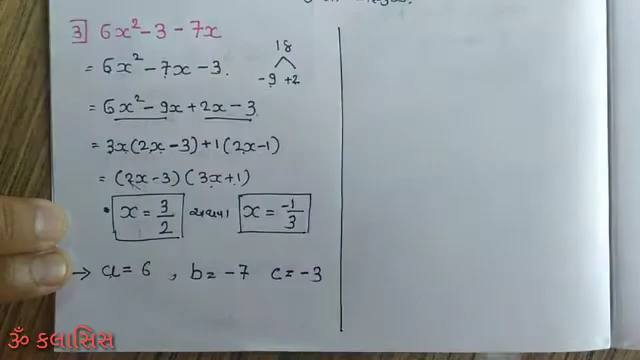 3 6x² - 3 - 7x
= 6x² - 7x - 3.
18
-9 +2
= 6x² - 9x + 2x - 3
= 3x(2x - 3) + 1(2x - 1)
= (2x - 3) (3x + 1)
x = 3/2 અથવા x = -1/3
→ a = 6 , b = -7 c = -3
ૐ કલાસિસ